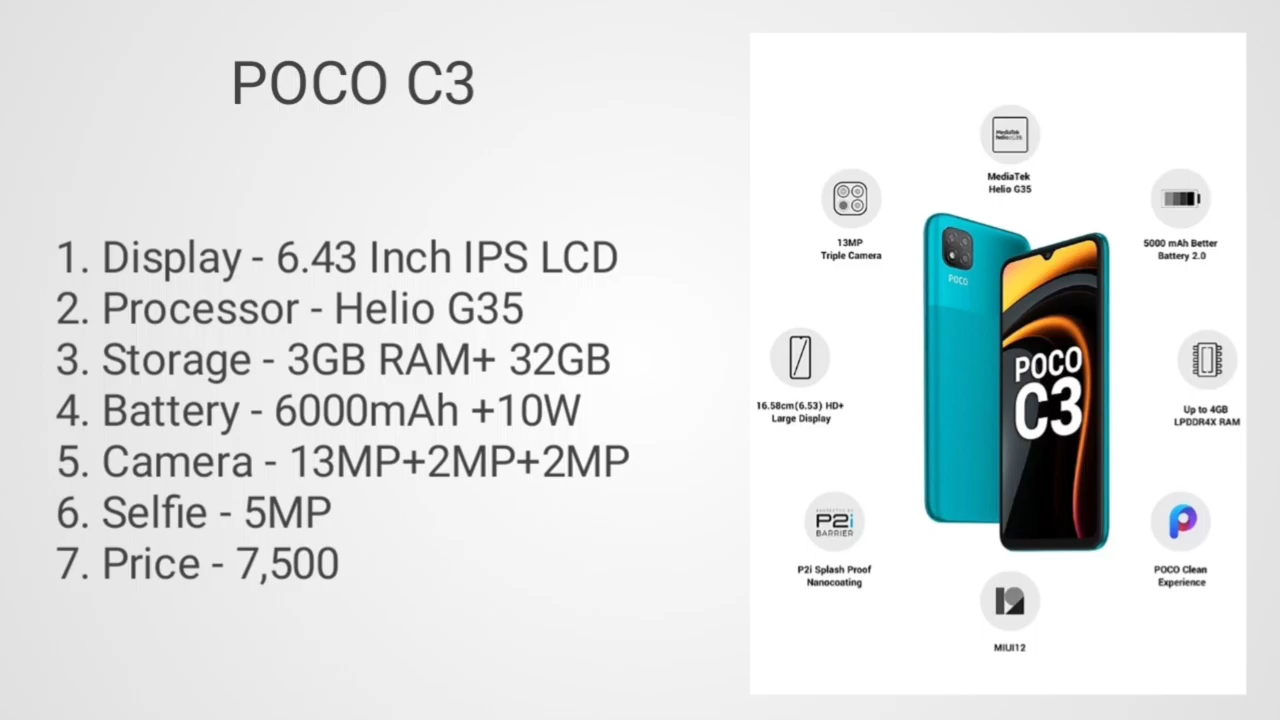 POCO C3
1. Display - 6.43 Inch IPS LCD
2. Processor - Helio G35
3. Storage - 3GB RAM+ 32GB
4. Battery - 6000mAh +10W
5. Camera - 13MP+2MP+2MP
6. Selfie - 5MP
7. Price - 7,500
MediaTek
MediaTek
Helio G35
13MP
Triple Camera
5000 mAh Better
Battery 2.0
POCO
POCO
C3
16.58cm(6.53) HD+
Large Display
Up to 4GB
LPDDR4X RAM
P2i
BARRIER
P2i Splash Proof
Nanocoating
POCO Clean
Experience
MIUI12